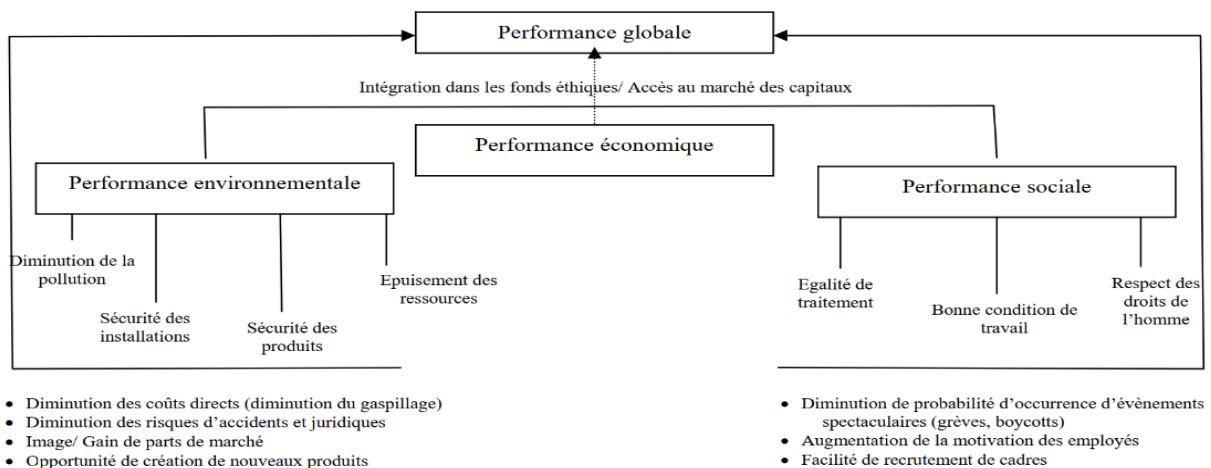 Performance globale
Intégration dans les fonds éthiques/ Accès au marché des capitaux
Performance économique
Performance environnementale
Performance sociale
Diminution de la
pollution
Sécurité des
installations
Sécurité des
produits
Epuisement des
ressources
Egalité de
traitement
Bonne condition de
travail
Respect des
droits de
l’homme
• Diminution des coûts directs (diminution du gaspillage)
• Diminution des risques d’accidents et juridiques
• Image/ Gain de parts de marché
• Opportunité de création de nouveaux produits
• Diminution de probabilité d’occurrence d’évènements
spectaculaires (grèves, boycotts)
• Augmentation de la motivation des employés
• Facilité de recrutement de cadres